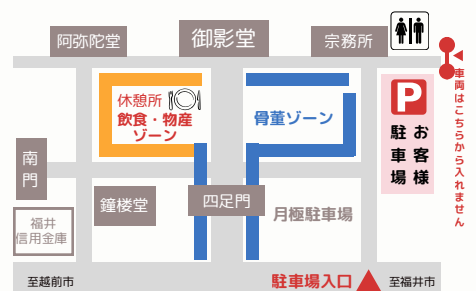 御影堂
阿弥陀堂
宗務所
休憩所
飲食・物産
ゾーン
骨董ゾーン
P
お客様
駐車場
車両はこちらから入れません
南門
鐘楼堂
四足門
月極駐車場
福井
信用金庫
至越前市
駐車場入口
至福井市